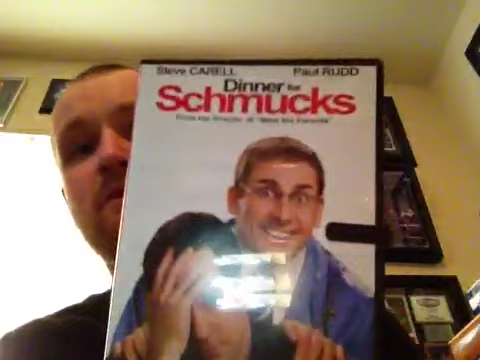 Steve CARELL Paul RUDD
Dinner for
Schmucks
From the Director of "Meet the Parents"